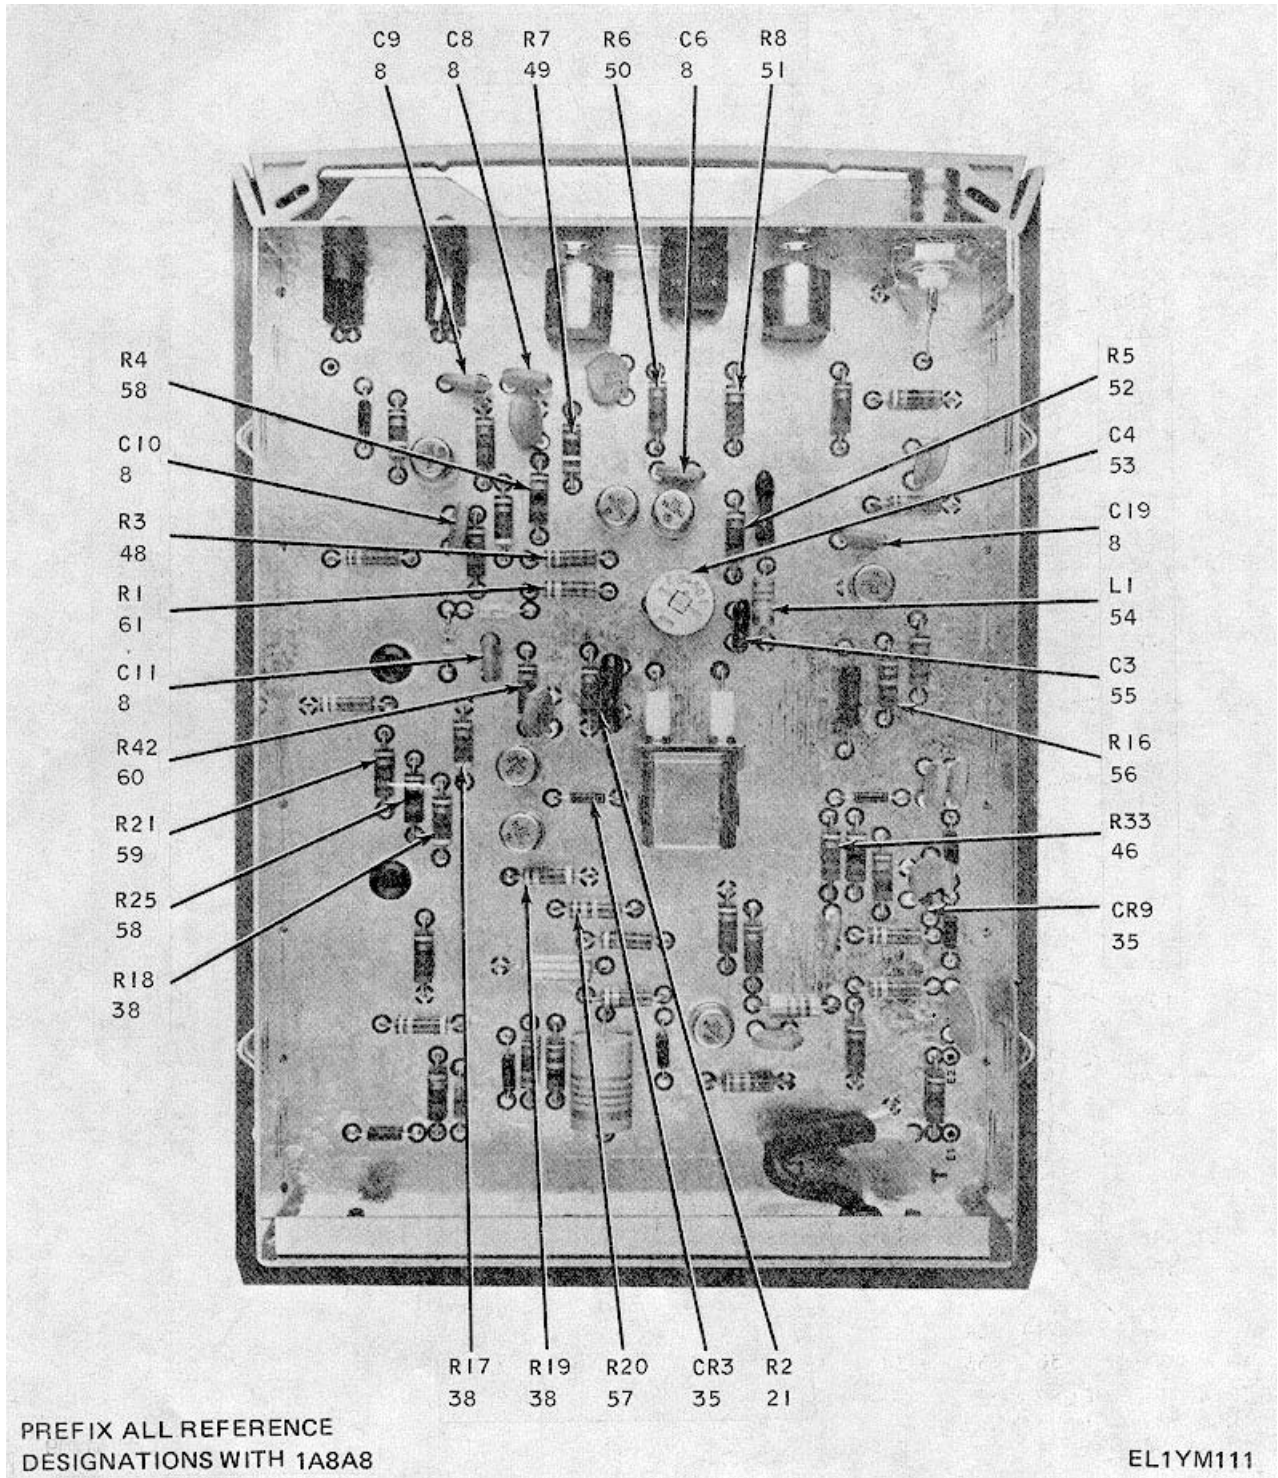 C9 C8 R7 R6 C6 R8
8 8 49 50 8 51
R4
58
C10
8
R3
48
R1
61
C11
8
R42
60
R21
59
R25
58
R18
38
R5
52
C4
53
C19
8
L1
54
C3
55
R16
56
R33
46
CR9
35
E2
E1
T
R17 R19 R20 CR3 R2
38 38 57 35 21
PREFIX ALL REFERENCE
DESIGNATIONS WITH 1A8A8
EL1YM111